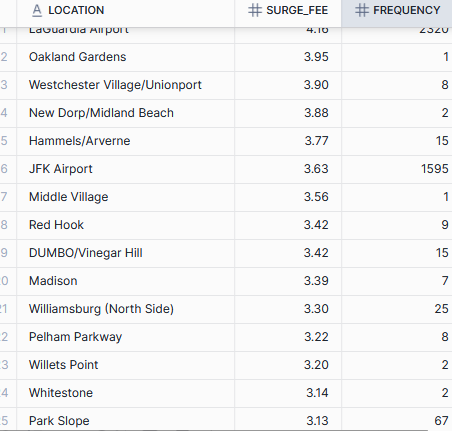 A LOCATION # SURGE_FEE # FREQUENCY
1 LaGuardia Airport 4.16 2320
2 Oakland Gardens 3.95 1
3 Westchester Village/Unionport 3.90 8
4 New Dorp/Midland Beach 3.88 2
5 Hammels/Arverne 3.77 15
6 JFK Airport 3.63 1595
7 Middle Village 3.56 1
8 Red Hook 3.42 9
9 DUMBO/Vinegar Hill 3.42 15
0 Madison 3.39 7
21 Williamsburg (North Side) 3.30 25
2 Pelham Parkway 3.22 8
3 Willets Point 3.20 2
4 Whitestone 3.14 2
5 Park Slope 3.13 67